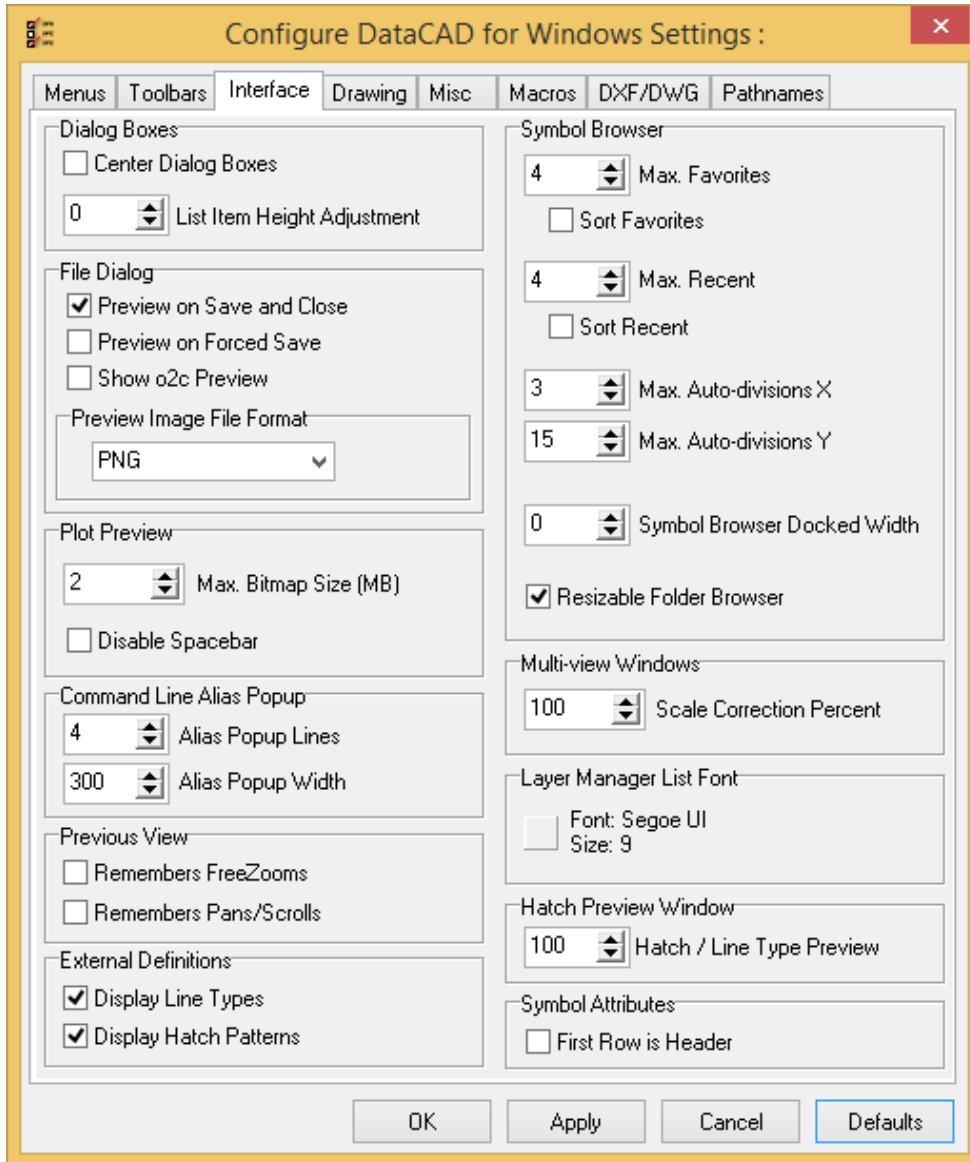 Configure DataCAD for Windows Settings :
Menus Toolbars Interface Drawing Misc Macros DXF/DWG Pathnames
Dialog Boxes
Center Dialog Boxes
0 List Item Height Adjustment
File Dialog
Preview on Save and Close
Preview on Forced Save
Show o2c Preview
Preview Image File Format
PNG
Plot Preview
2 Max. Bitmap Size (MB)
Disable Spacebar
Command Line Alias Popup
4 Alias Popup Lines
300 Alias Popup Width
Previous View
Remembers FreeZooms
Remembers Pans/Scrolls
External Definitions
Display Line Types
Display Hatch Patterns
Symbol Browser
4 Max. Favorites
Sort Favorites
4 Max. Recent
Sort Recent
3 Max. Auto-divisions X
15 Max. Auto-divisions Y
0 Symbol Browser Docked Width
Resizable Folder Browser
Multi-view Windows
100 Scale Correction Percent
Layer Manager List Font
Font: Segoe UI
Size: 9
Hatch Preview Window
100 Hatch / Line Type Preview
Symbol Attributes
First Row is Header
OK Apply Cancel Defaults